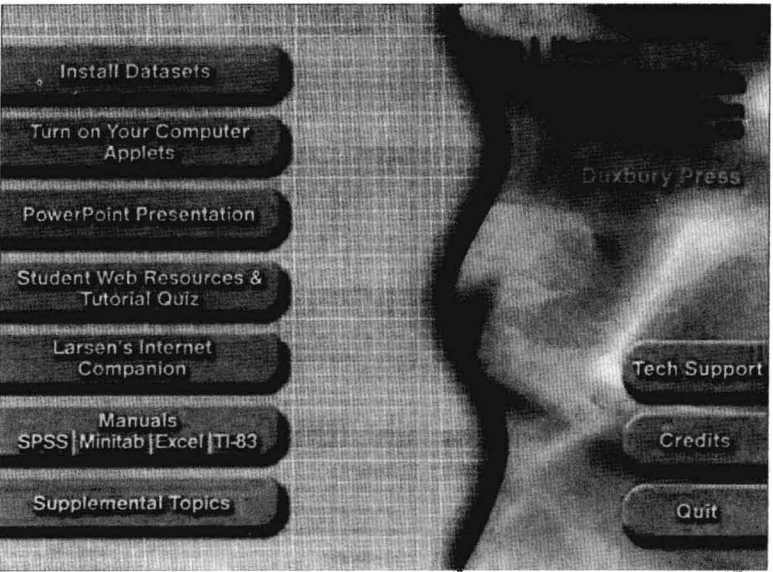 Install Datasets
Turn on Your Computer
Applets
PowerPoint Presentation
Student Web Resources &
Tutorial Quiz
Larsen's Internet
Companion
Manuals
SPSS|Minitab|Excel|TI-83
Supplemental Topics
Duxbury Press
Tech Support
Credits
Quit